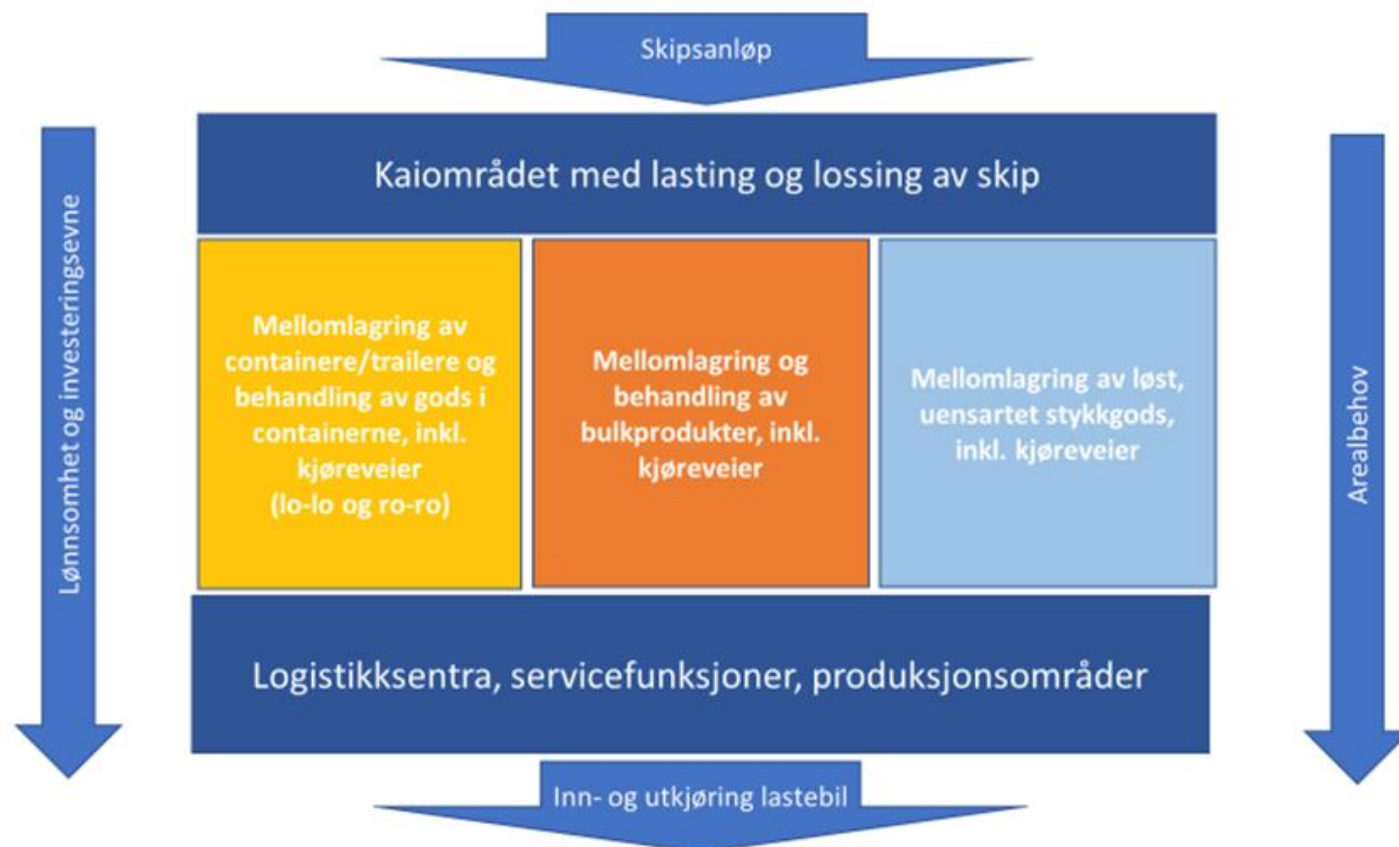 Skipsanløp
Kaiområdet med lasting og lossing av skip
Lønnsomhet og investeringsevne
Mellomlagring av
containere/trailere og
behandling av gods i
containerne, inkl.
kjøreveier
(lo-lo og ro-ro)
Mellomlagring og
behandling av
bulkprodukter, inkl.
kjøreveier
Mellomlagring av løst,
uensartet stykkgods,
inkl. kjøreveier
Arealbehov
Logistikksentra, servicefunksjoner, produksjonsområder
Inn- og utkjøring lastebil